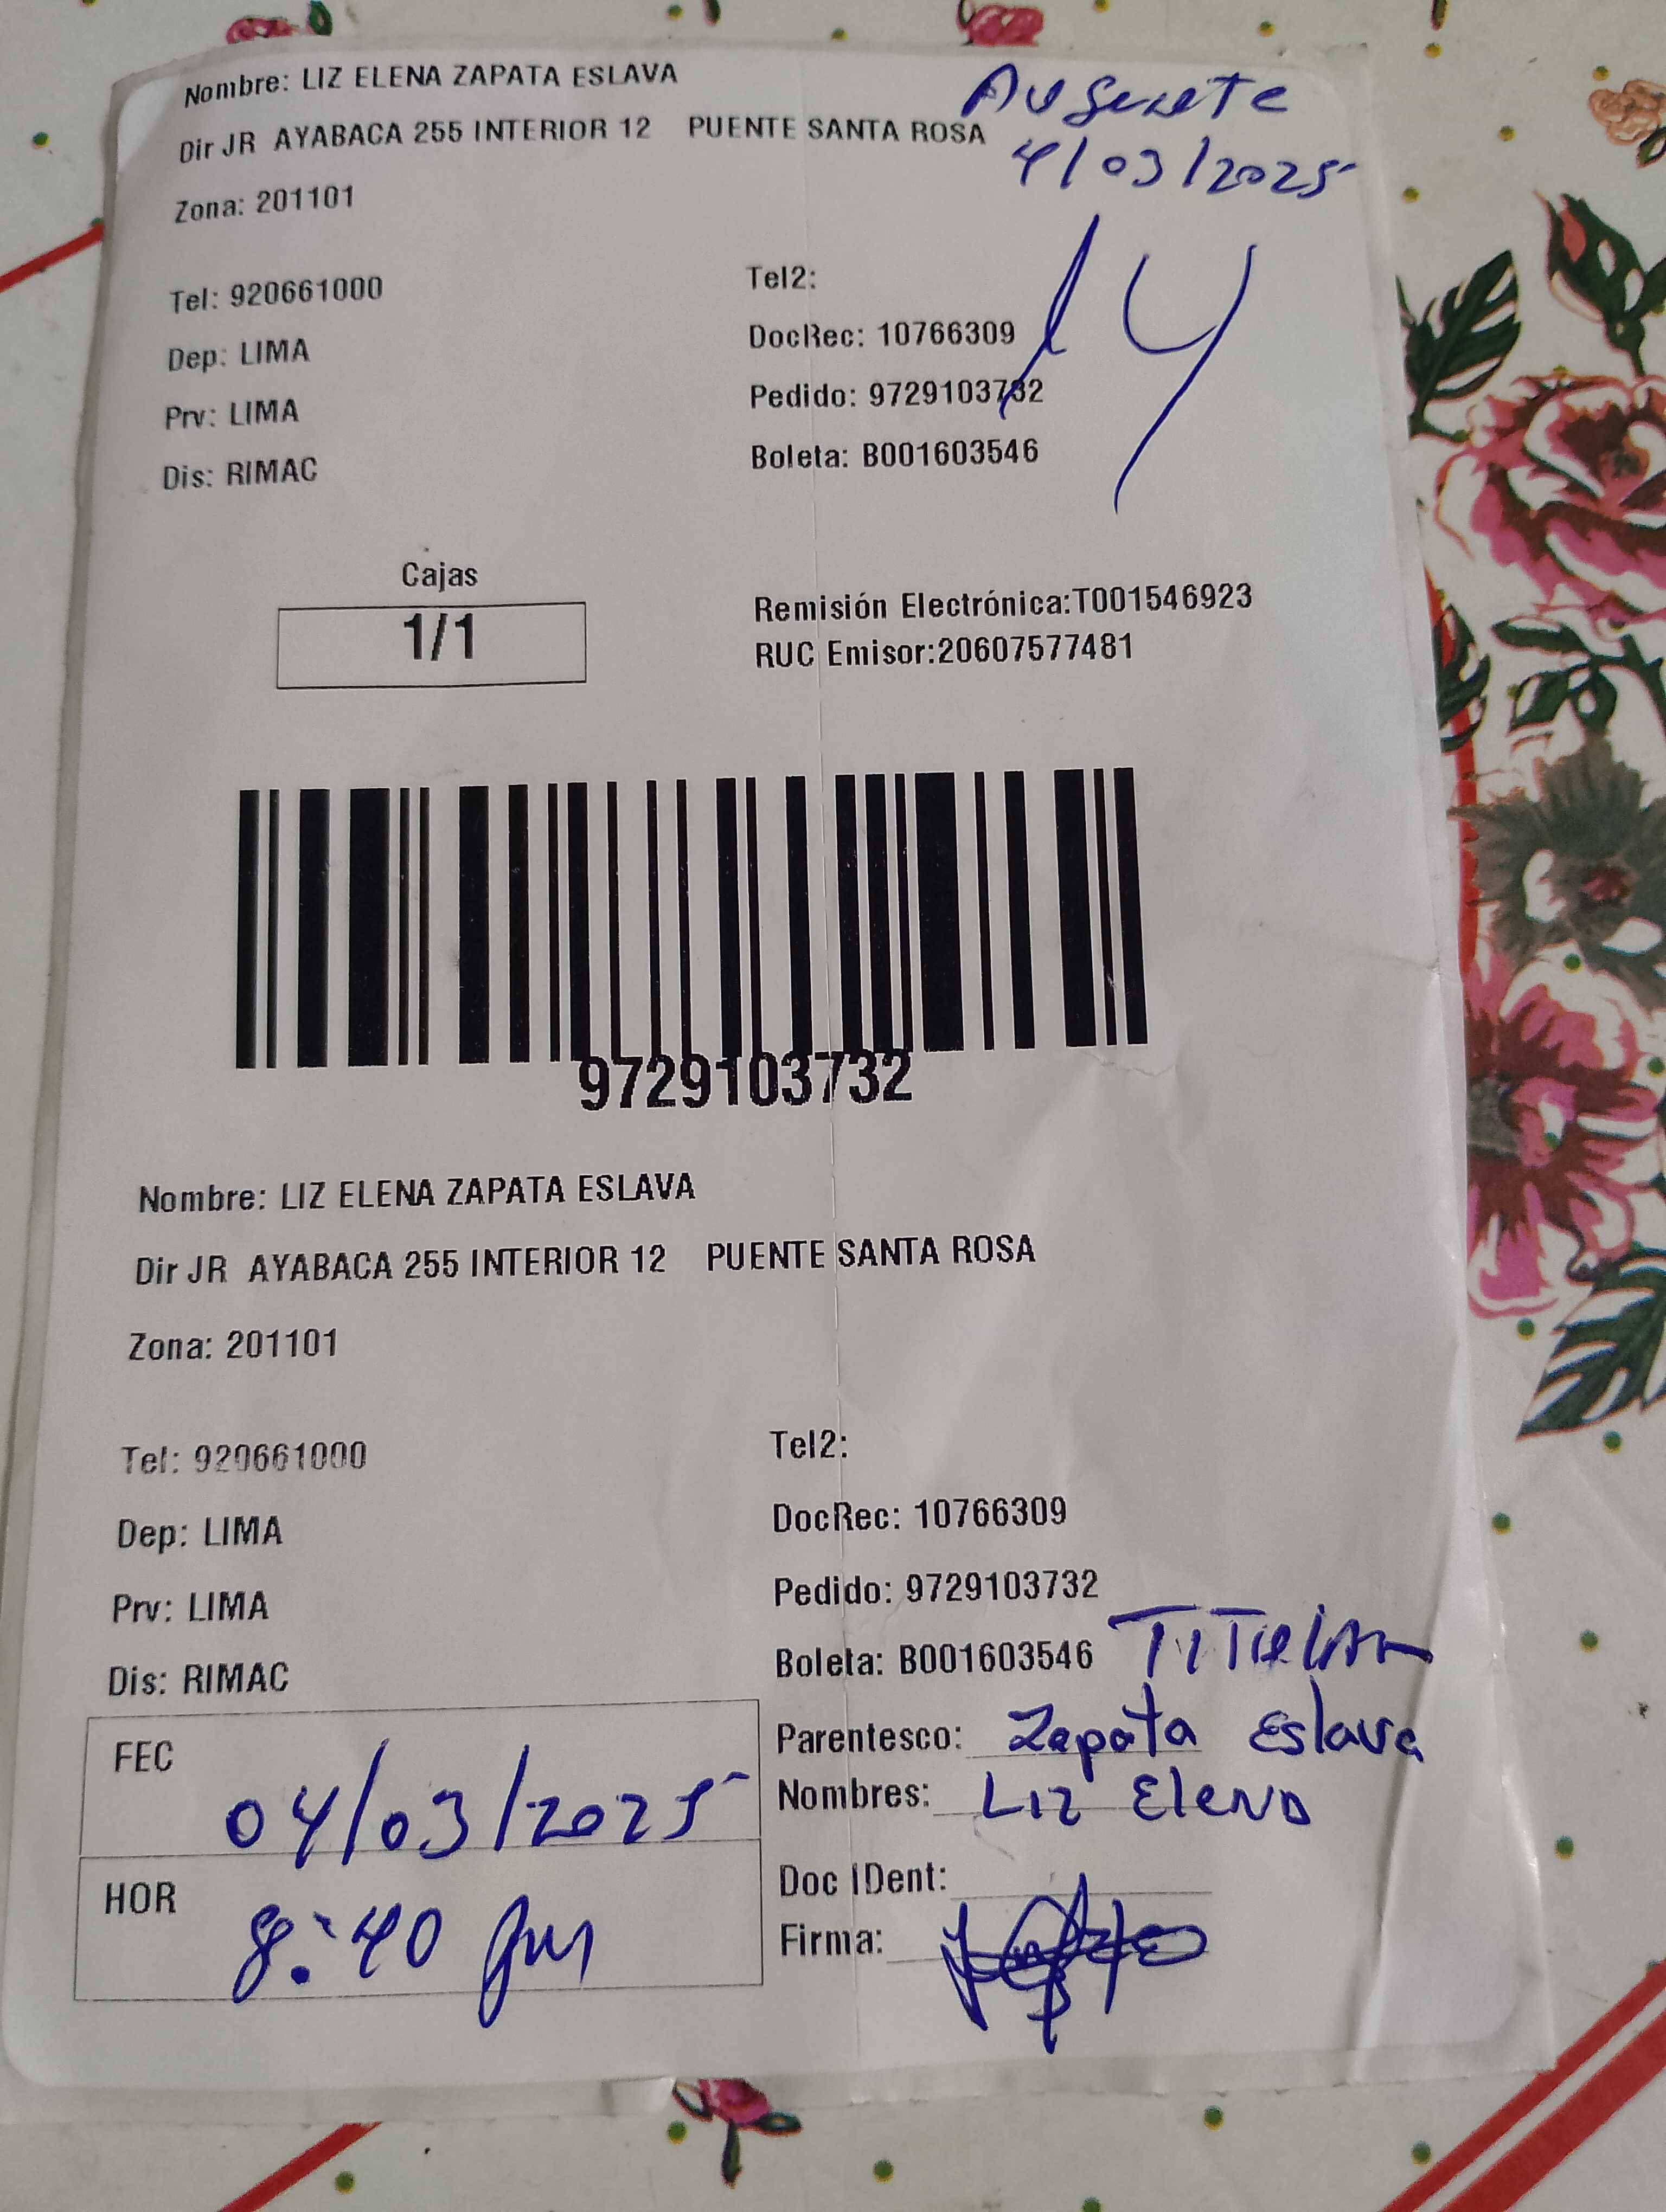 Nombre: LIZ ELENA ZAPATA ESLAVA
Ausente
Dir JR AYABACA 255 INTERIOR 12 PUENTE SANTA ROSA
4/03/2025
Zona: 201101
14
Tel: 920661000
Tel2:
Dep: LIMA
DocRec: 10766309
Prv: LIMA
Pedido: 9729103732
Dis: RIMAC
Boleta: B001603546
Cajas
1/1
Remisión Electrónica:T001546923
RUC Emisor:20607577481
9729103732
Nombre: LIZ ELENA ZAPATA ESLAVA
Dir JR AYABACA 255 INTERIOR 12 PUENTE SANTA ROSA
Zona: 201101
Tel: 920661000
Tel2:
Dep: LIMA
DocRec: 10766309
Prv: LIMA
Pedido: 9729103732
Dis: RIMAC
Boleta: B001603546 TITULAR
FEC 04/03/2025
Parentesco: Zapata Eslava
Nombres: Liz Elena
HOR 8:40 pm
Doc IDent:
Firma: